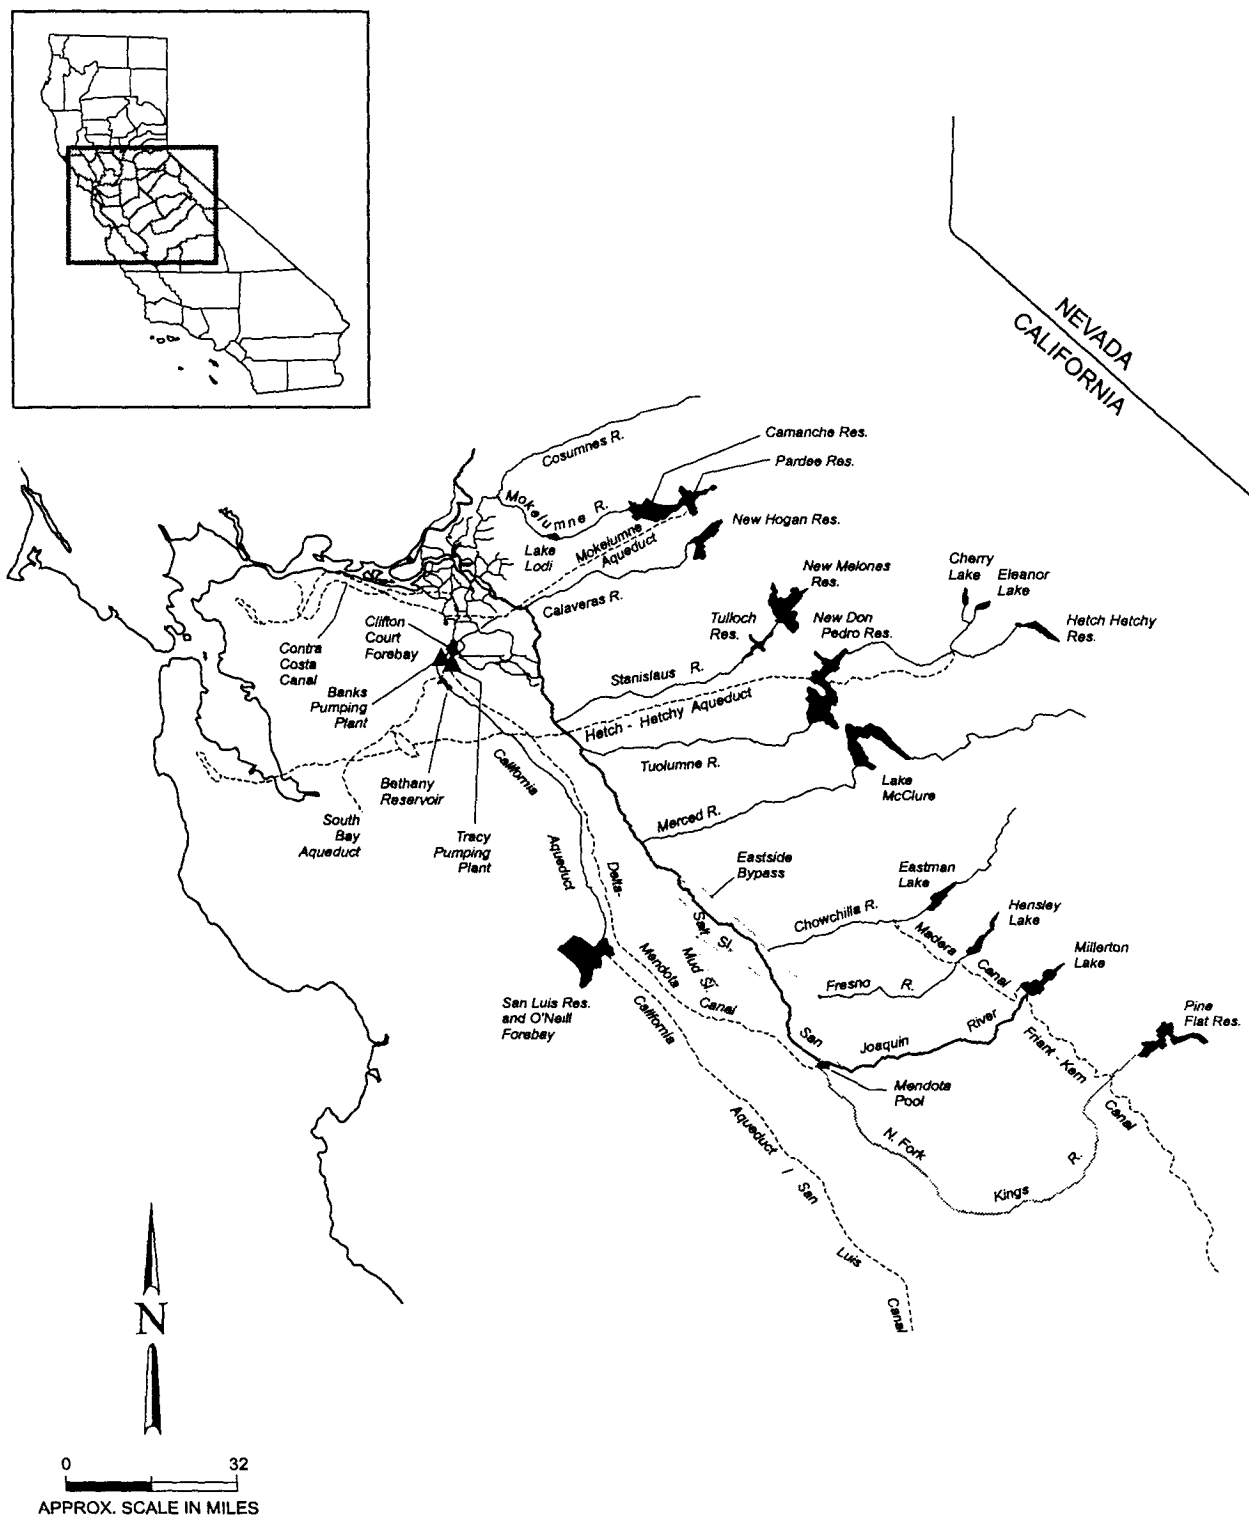 NEVADA
CALIFORNIA
Cosumnes R.
Camanche Res.
Pardee Res.
Mokelumne R.
Lake
Lodi
Mokelumne
Aqueduct
New Hogan Res.
Calaveras R.
New Melones
Res.
Cherry
Lake
Eleanor
Lake
Tulloch
Res.
New Don
Pedro Res.
Hetch Hetchy
Res.
Clifton
Court
Forebay
Contra
Costa
Canal
Banks
Pumping
Plant
Stanislaus R.
Hetch - Hetchy Aqueduct
Tuolumne R.
Bethany
Reservoir
California
Aqueduct
South
Bay
Aqueduct
Tracy
Pumping
Plant
Merced R.
Lake
McClure
Delta-
Mendota
Canal
Eastside
Bypass
Eastman
Lake
Hensley
Lake
Chowchilla R.
Salt Sl.
Mud Sl.
Madera
Canal
Millerton
Lake
Fresno R.
San Luis Res.
and O'Neill
Forebay
California
Aqueduct / San
Luis
Canal
San
Joaquin
River
Friant - Kern
Canal
Pine
Flat Res.
Mendota
Pool
N. Fork
Kings
R.
N
0 32
APPROX. SCALE IN MILES